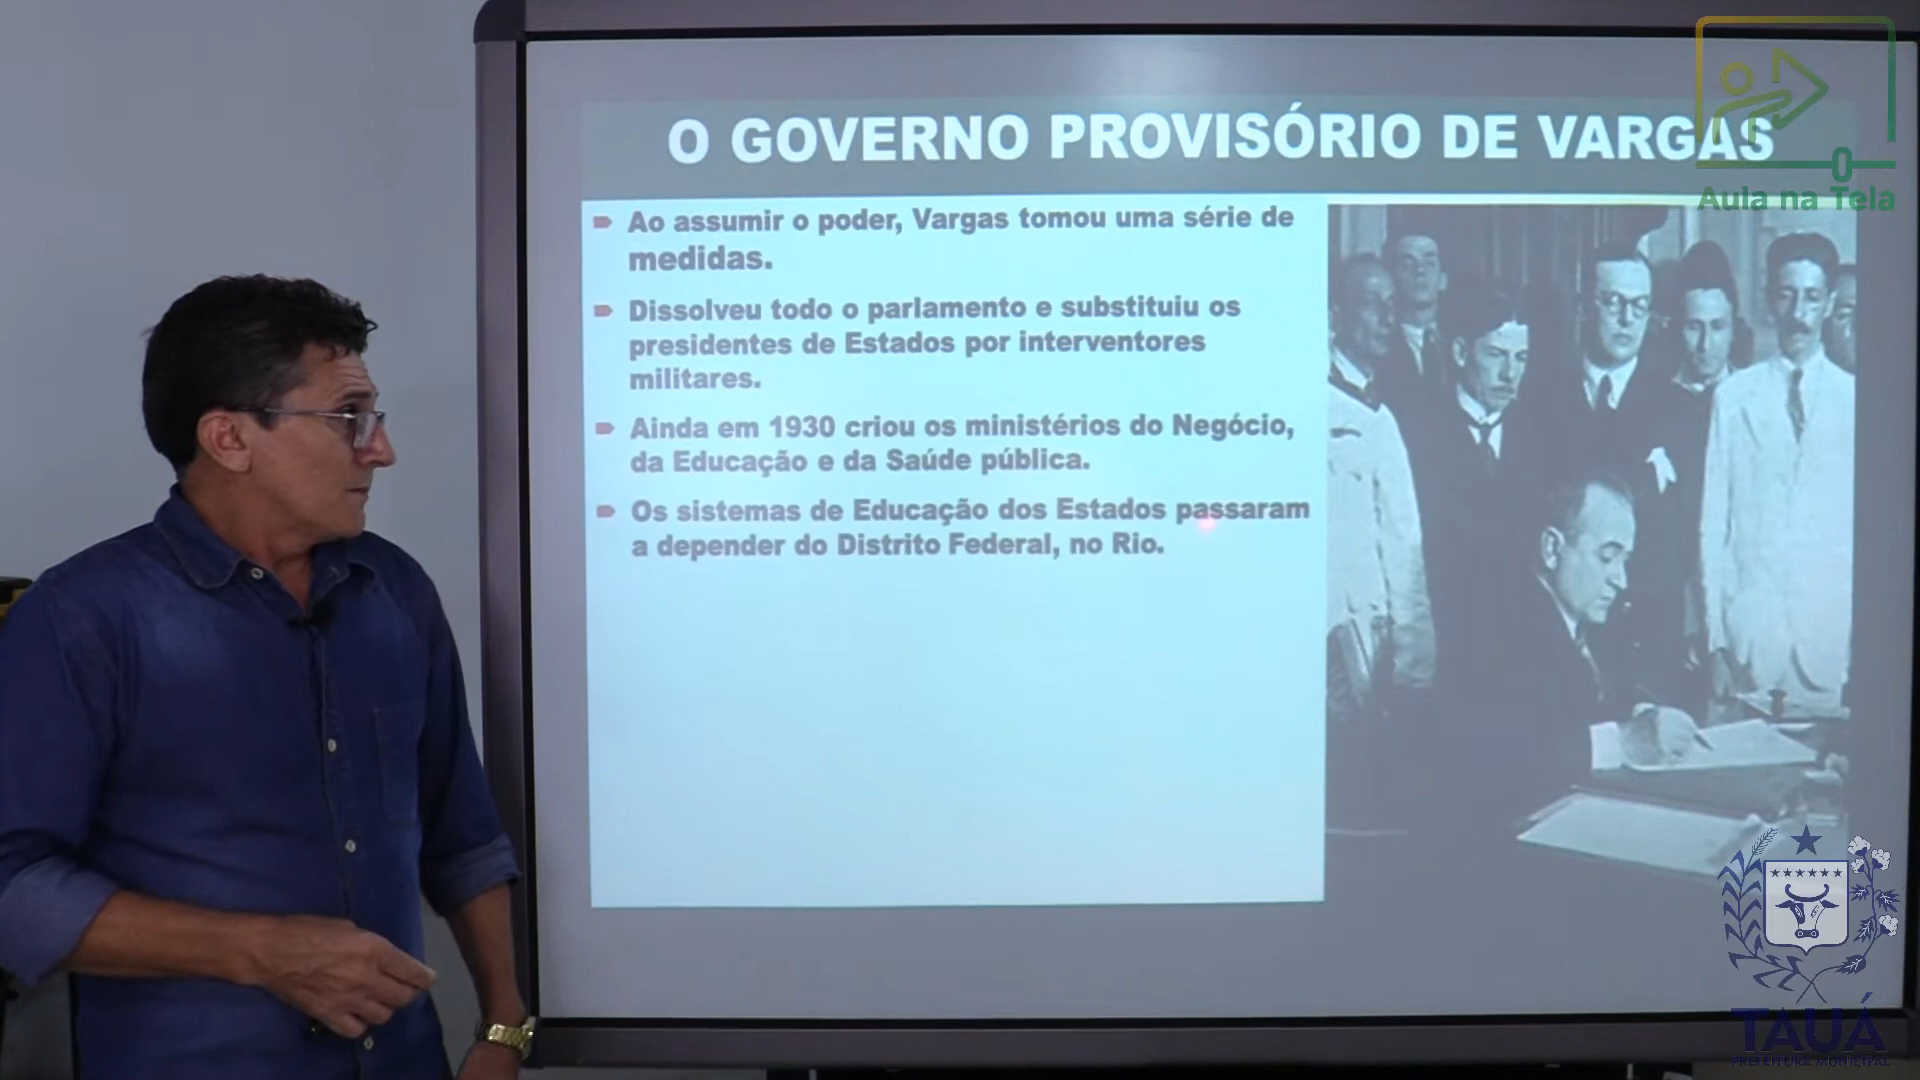 O GOVERNO PROVISÓRIO DE VARGAS
Aula na Tela
Ao assumir o poder, Vargas tomou uma série de
medidas.
Dissolveu todo o parlamento e substituiu os
presidentes de Estados por interventores
militares.
Ainda em 1930 criou os ministérios do Negócio,
da Educação e da Saúde pública.
Os sistemas de Educação dos Estados passaram
a depender do Distrito Federal, no Rio.
TAUÁ
PREFEITURA MUNICIPAL